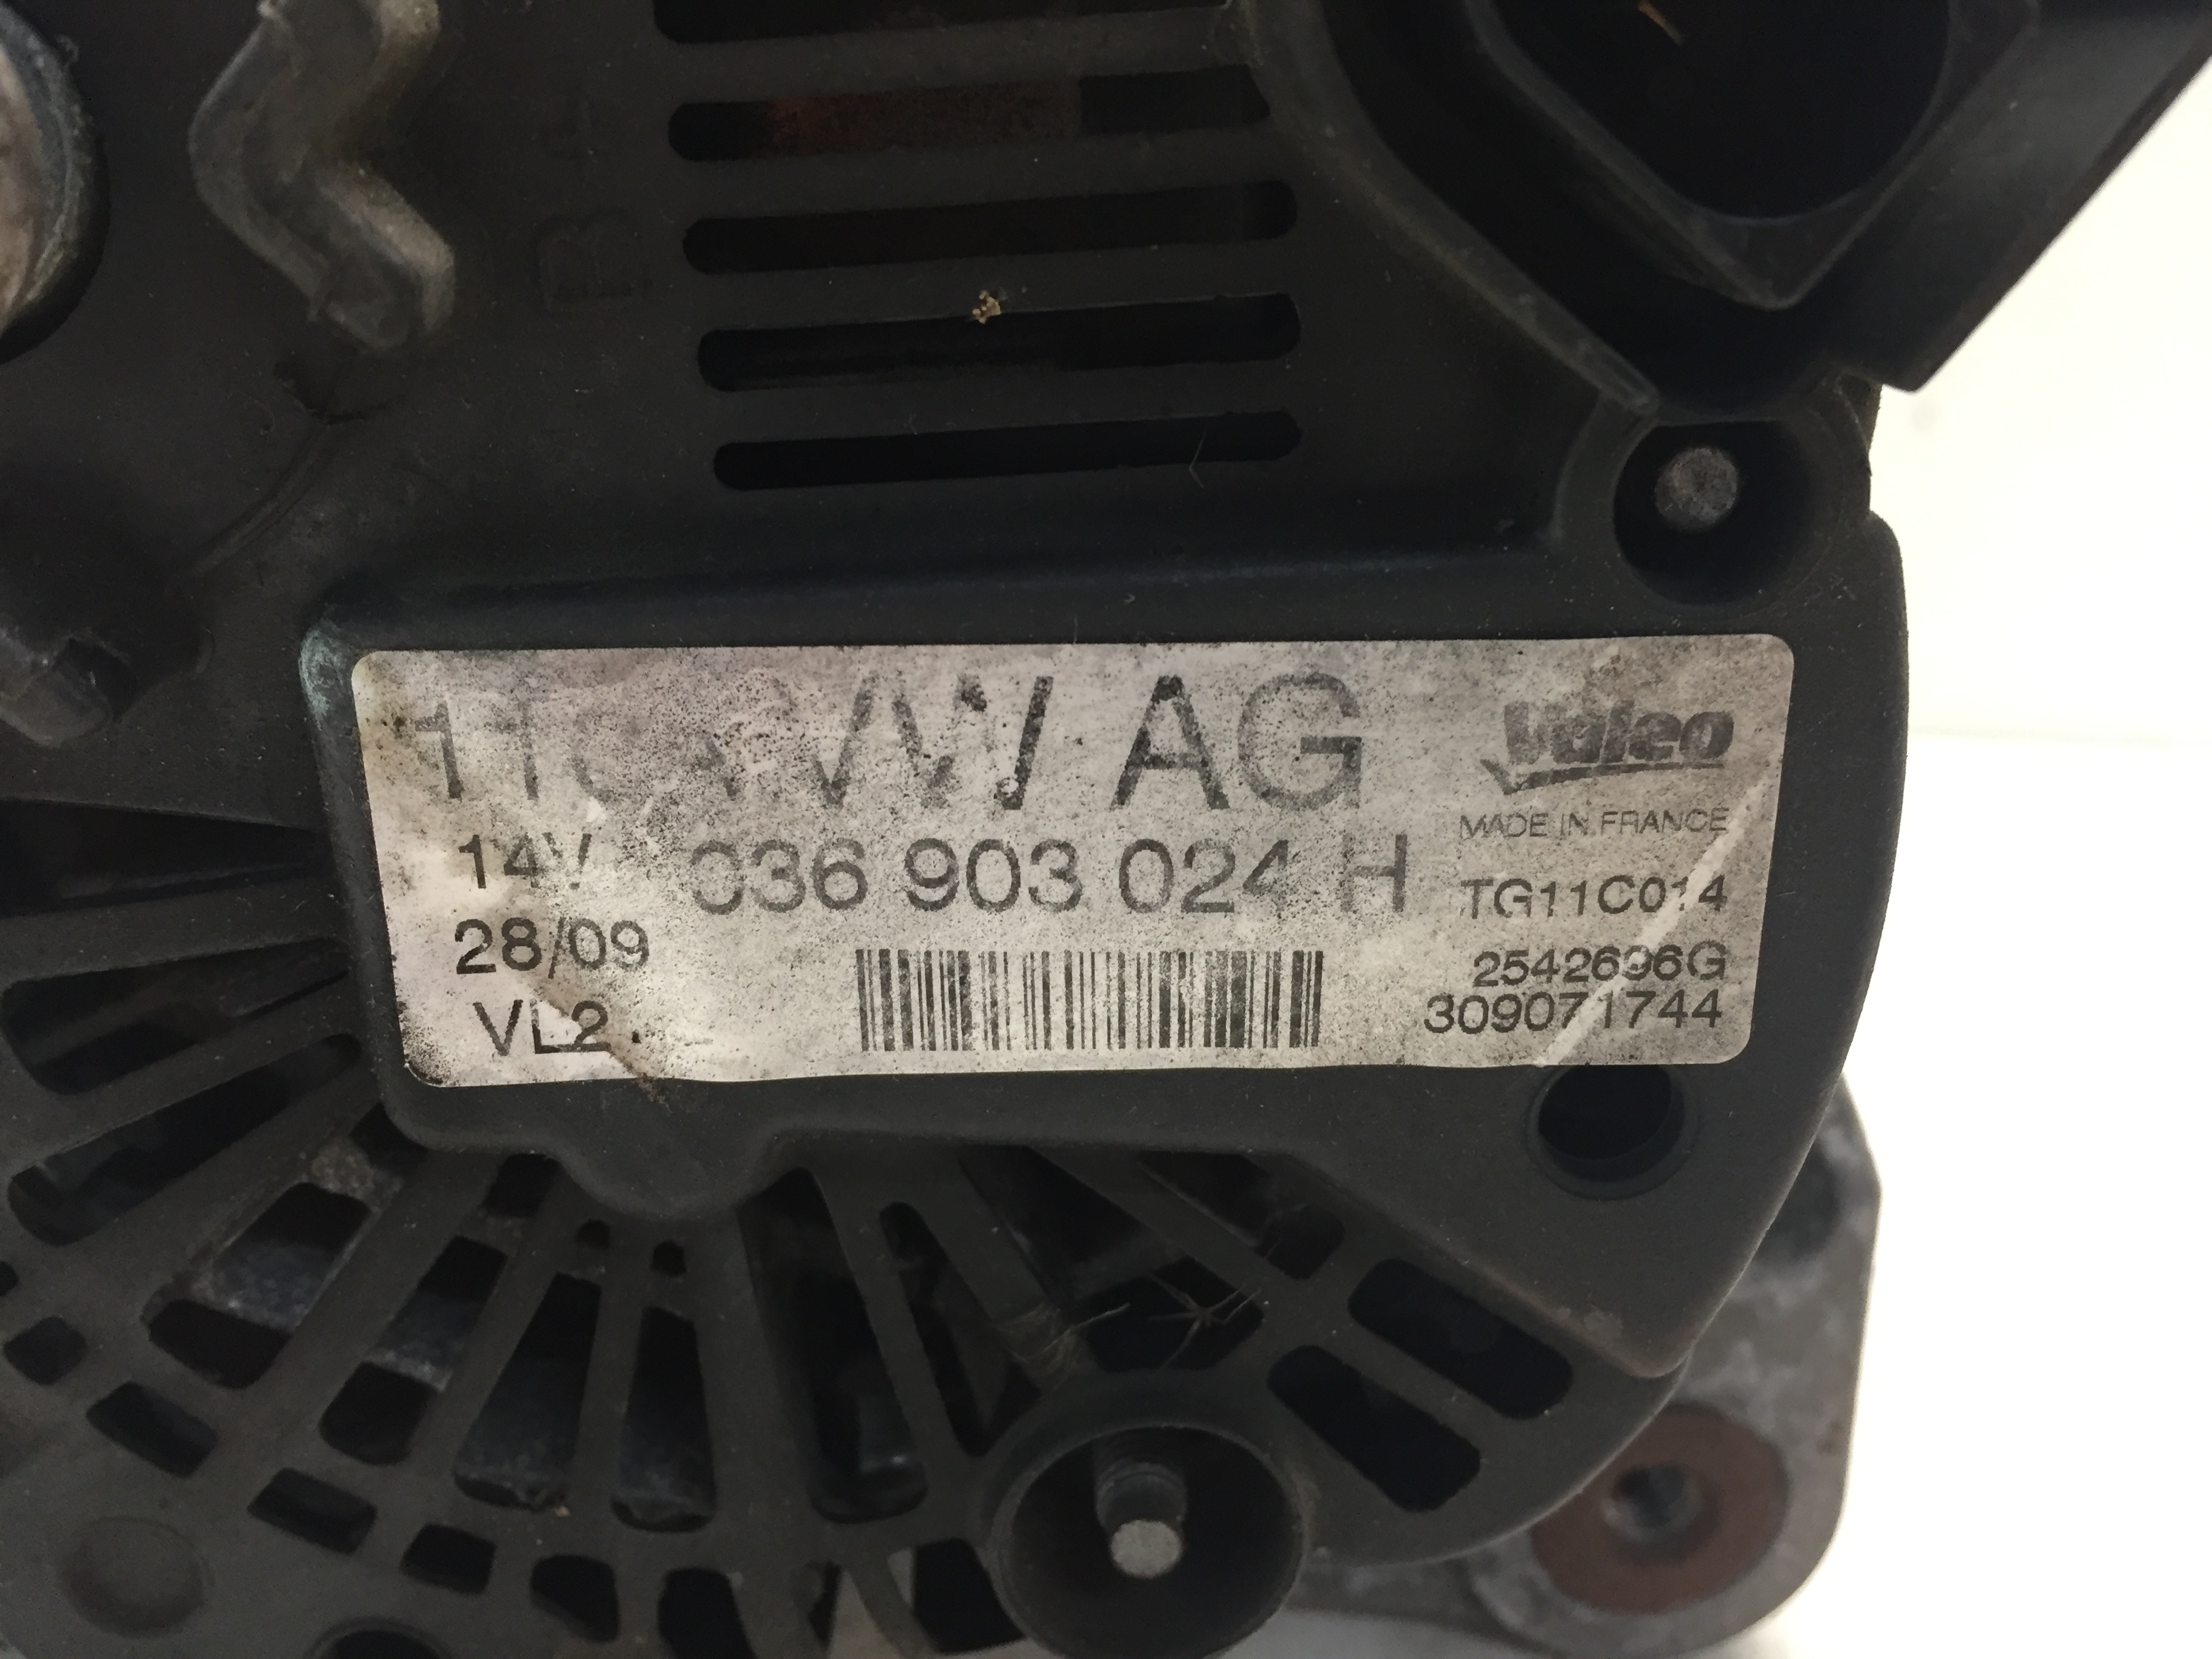 B+
VW AG
Valeo
MADE IN FRANCE
14V 036 903 024 H
TG11C014
28/09
2542696G
VL2
309071744